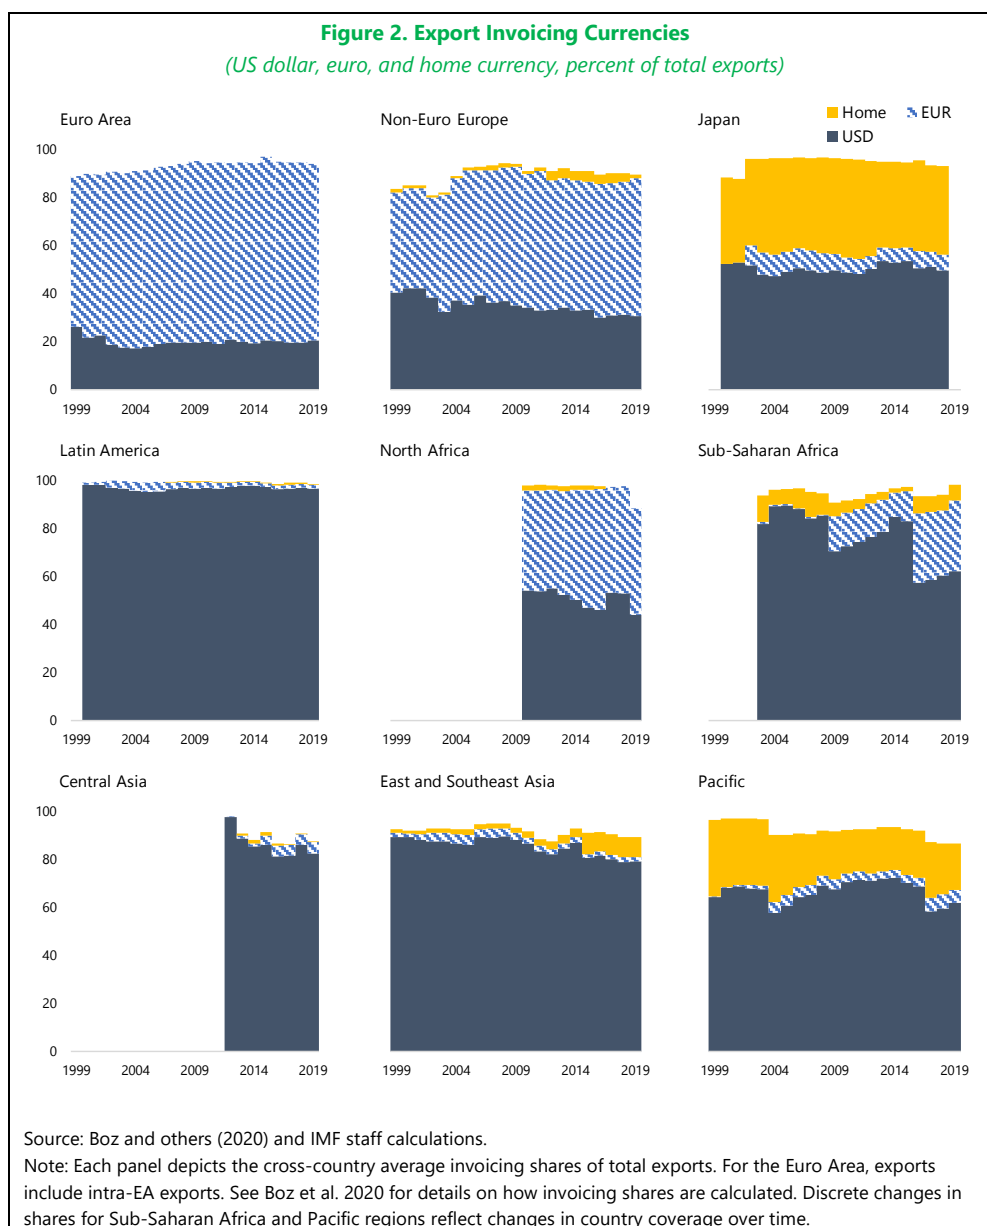 Figure 2. Export Invoicing Currencies
(US dollar, euro, and home currency, percent of total exports)
Euro Area
Non-Euro Europe
Japan
Home
EUR
USD
100
80
60
40
20
0
1999 2004 2009 2014 2019
1999 2004 2009 2014 2019
1999 2004 2009 2014 2019
Latin America
North Africa
Sub-Saharan Africa
100
80
60
40
20
0
1999 2004 2009 2014 2019
1999 2004 2009 2014 2019
1999 2004 2009 2014 2019
Central Asia
East and Southeast Asia
Pacific
100
80
60
40
20
0
1999 2004 2009 2014 2019
1999 2004 2009 2014 2019
1999 2004 2009 2014 2019
Source: Boz and others (2020) and IMF staff calculations.
Note: Each panel depicts the cross-country average invoicing shares of total exports. For the Euro Area, exports
include intra-EA exports. See Boz et al. 2020 for details on how invoicing shares are calculated. Discrete changes in
shares for Sub-Saharan Africa and Pacific regions reflect changes in country coverage over time.